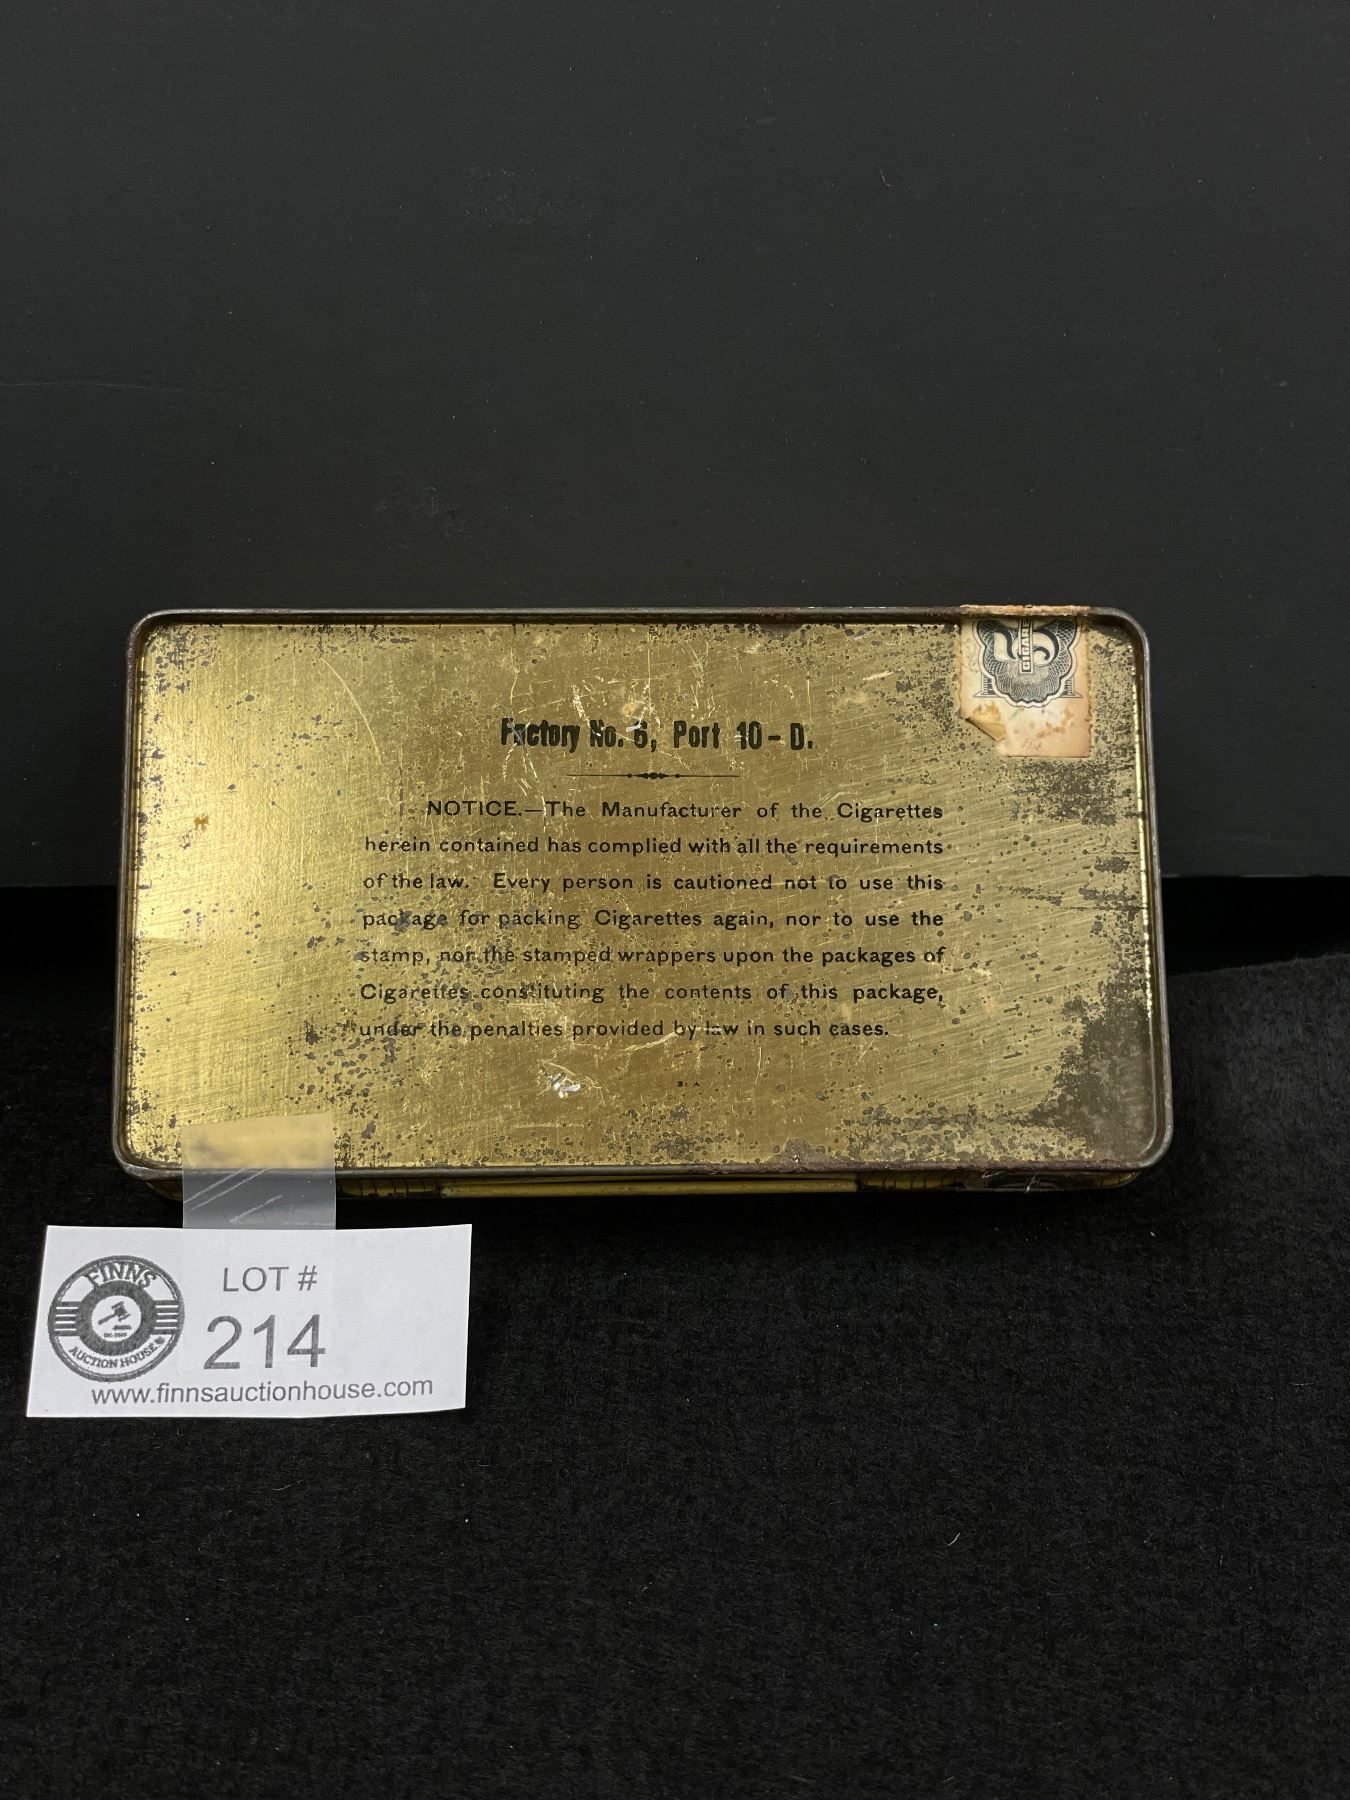 50
CIGARE
Factory No. 6, Port 10-D.
NOTICE.—The Manufacturer of the Cigarettes
herein contained has complied with all the requirements
of the law. Every person is cautioned not to use this
package for packing Cigarettes again, nor to use the
stamp, nor the stamped wrappers upon the packages of
Cigarettes constituting the contents of this package,
under the penalties provided by law in such cases.
FINNS
AUCTION HOUSE
LOT #
214
www.finnsauctionhouse.com